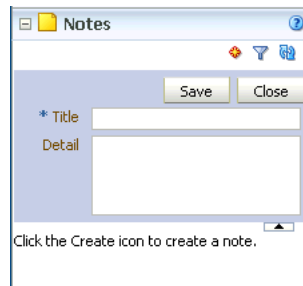 Notes
?
Save Close
* Title
Detail
Click the Create icon to create a note.